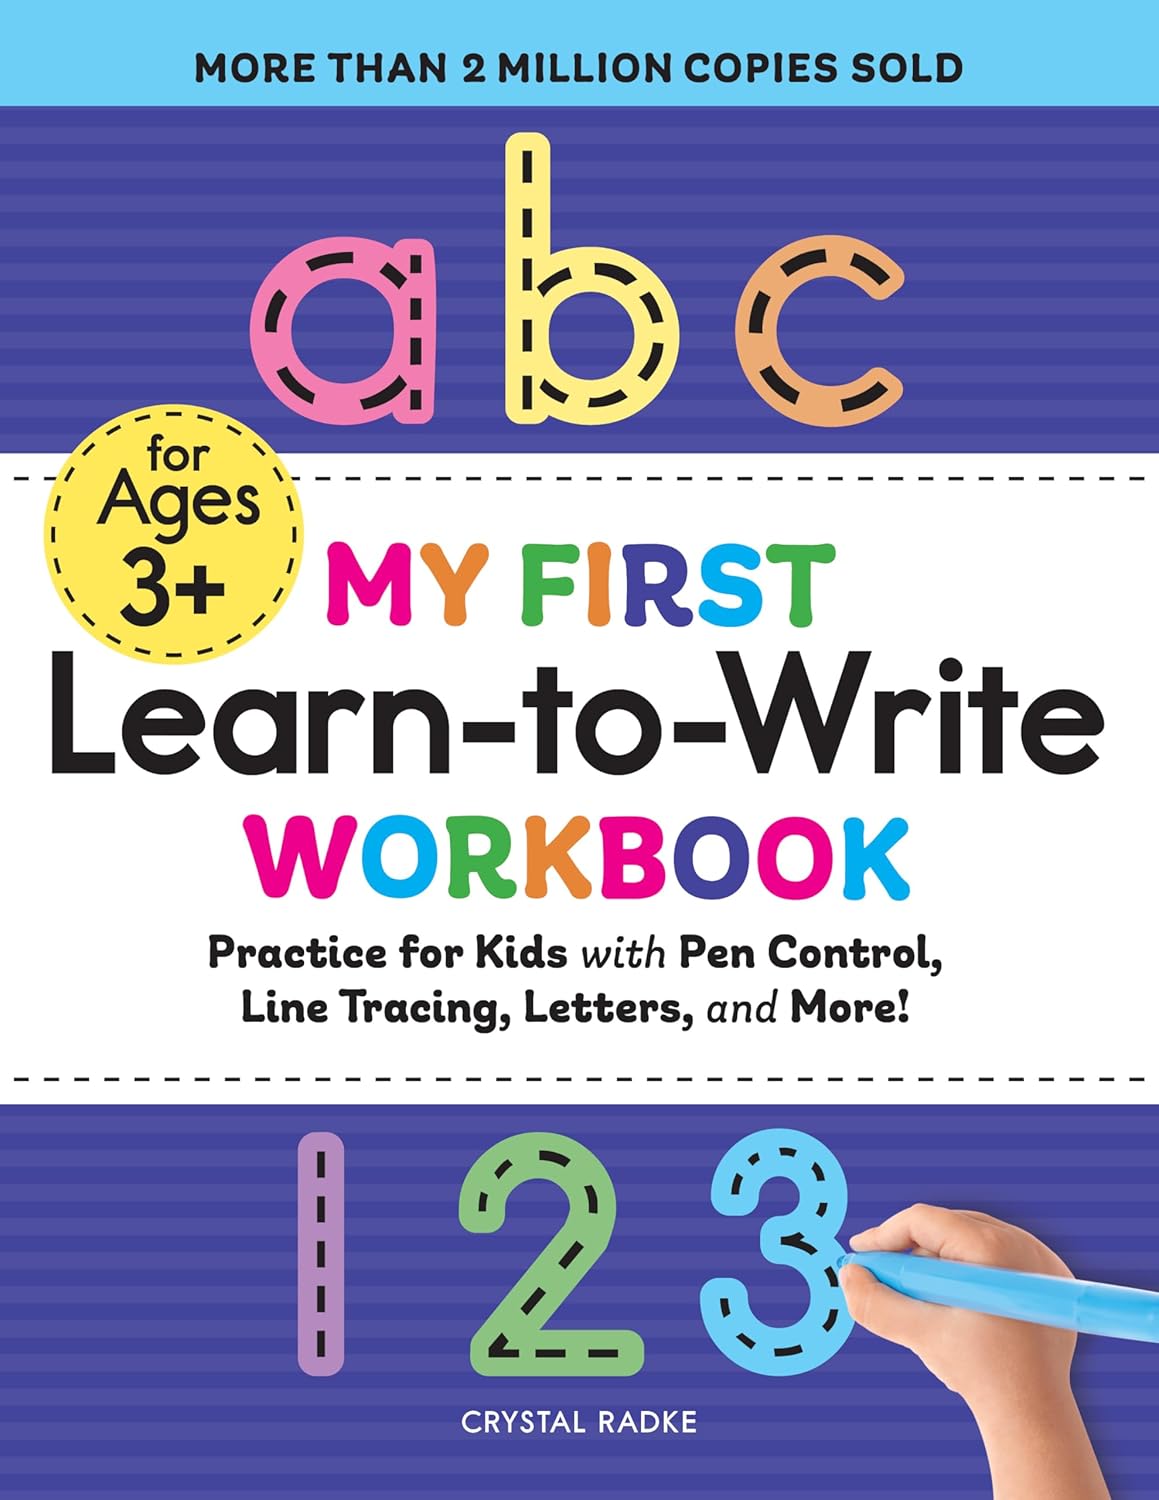 MORE THAN 2 MILLION COPIES SOLD
abc
for
Ages
3+
MY FIRST
Learn-to-Write
WORKBOOK
Practice for Kids with Pen Control,
Line Tracing, Letters, and More!
1 2 3
CRYSTAL RADKE